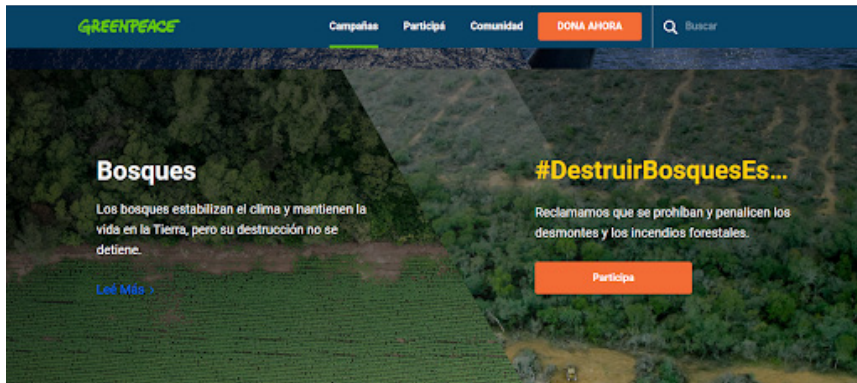 GREENPEACE
Campañas
Participá
Comunidad
DONA AHORA
Buscar
Bosques
Los bosques estabilizan el clima y mantienen la
vida en la Tierra, pero su destrucción no se
detiene.
Leé Más ›
#DestruirBosquesEs...
Reclamamos que se prohíban y penalicen los
desmontes y los incendios forestales.
Participa